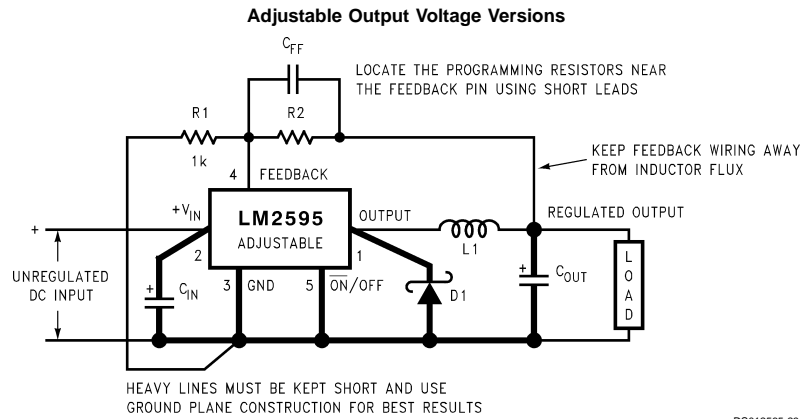 Adjustable Output Voltage Versions
CFF
LOCATE THE PROGRAMMING RESISTORS NEAR
THE FEEDBACK PIN USING SHORT LEADS
R1
R2
1k
KEEP FEEDBACK WIRING AWAY
FROM INDUCTOR FLUX
4
FEEDBACK
+VIN
LM2595
ADJUSTABLE
OUTPUT
REGULATED OUTPUT
+
2
1
L1
UNREGULATED
DC INPUT
+
CIN
3
GND
5
ON/OFF
D1
+
COUT
LOAD
HEAVY LINES MUST BE KEPT SHORT AND USE
GROUND PLANE CONSTRUCTION FOR BEST RESULTS